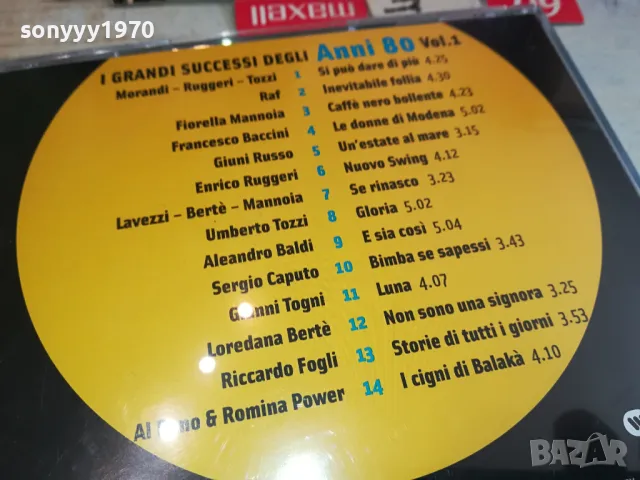 sonyyy1970
maxell
I GRANDI SUCCESSI DEGLI Anni 80 Vol.1
Morandi - Ruggeri - Tozzi 1 Si può dare di più 4.25
Raf 2 Inevitabile follia 4.30
Fiorella Mannoia 3 Caffè nero bollente 4.23
Francesco Baccini 4 Le donne di Modena 5.02
Giuni Russo 5 Un'estate al mare 3.15
Enrico Ruggeri 6 Nuovo Swing 4.12
Lavezzi - Bertè - Mannoia 7 Se rinasco 3.23
Umberto Tozzi 8 Gloria 5.02
Aleandro Baldi 9 E sia così 5.04
Sergio Caputo 10 Bimba se sapessi 3.43
Gianni Togni 11 Luna 4.07
Loredana Bertè 12 Non sono una signora 3.25
Riccardo Fogli 13 Storie di tutti i giorni 3.53
Al Bano & Romina Power 14 I cigni di Balakà 4.10
BAZAR
bg